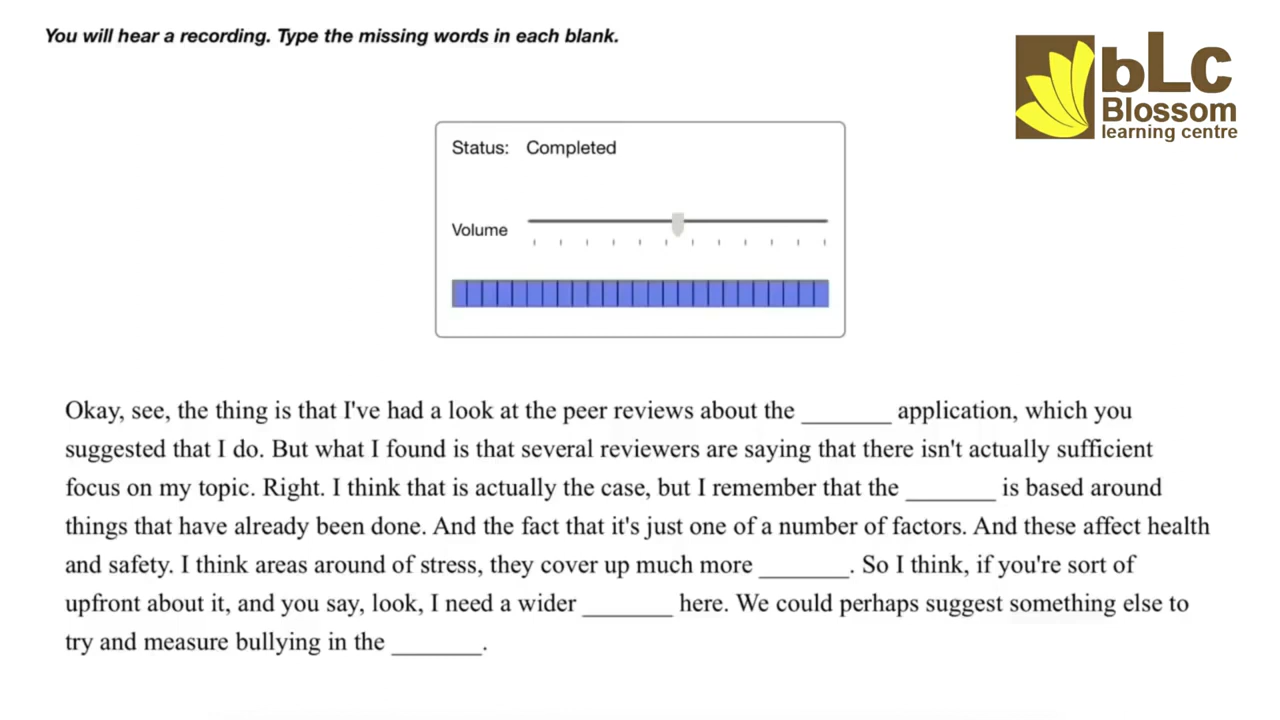 You will hear a recording. Type the missing words in each blank.
bLc
Blossom
learning centre
Status: Completed
Volume
Okay, see, the thing is that I've had a look at the peer reviews about the _______ application, which you
suggested that I do. But what I found is that several reviewers are saying that there isn't actually sufficient
focus on my topic. Right. I think that is actually the case, but I remember that the _______ is based around
things that have already been done. And the fact that it's just one of a number of factors. And these affect health
and safety. I think areas around of stress, they cover up much more _______. So I think, if you're sort of
upfront about it, and you say, look, I need a wider _______ here. We could perhaps suggest something else to
try and measure bullying in the _______.